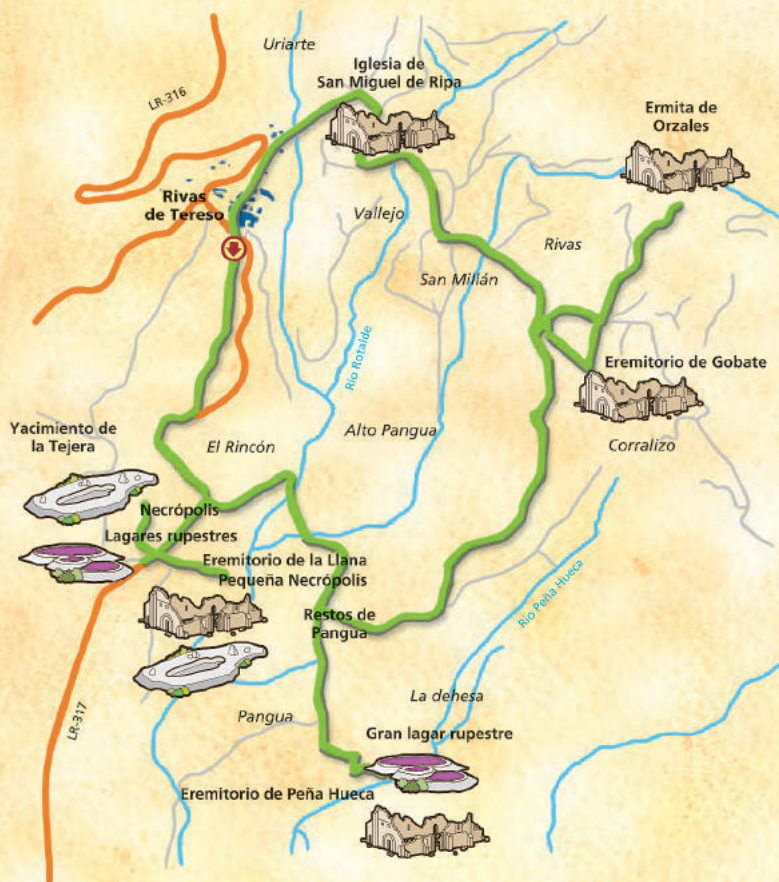 Uriarte
Iglesia de
San Miguel de Ripa
LR-316
Ermita de
Orzales
Rivas
de Tereso
Vallejo
Rivas
San Millán
Río Rotalde
Eremitorio de Gobate
Yacimiento de
la Tejera
El Rincón
Alto Pangua
Corralizo
Necrópolis
Lagares rupestres
Eremitorio de la Llana
Pequeña Necrópolis
Río Peña Hueca
Restos de
Pangua
LR-317
La dehesa
Pangua
Gran lagar rupestre
Eremitorio de Peña Hueca